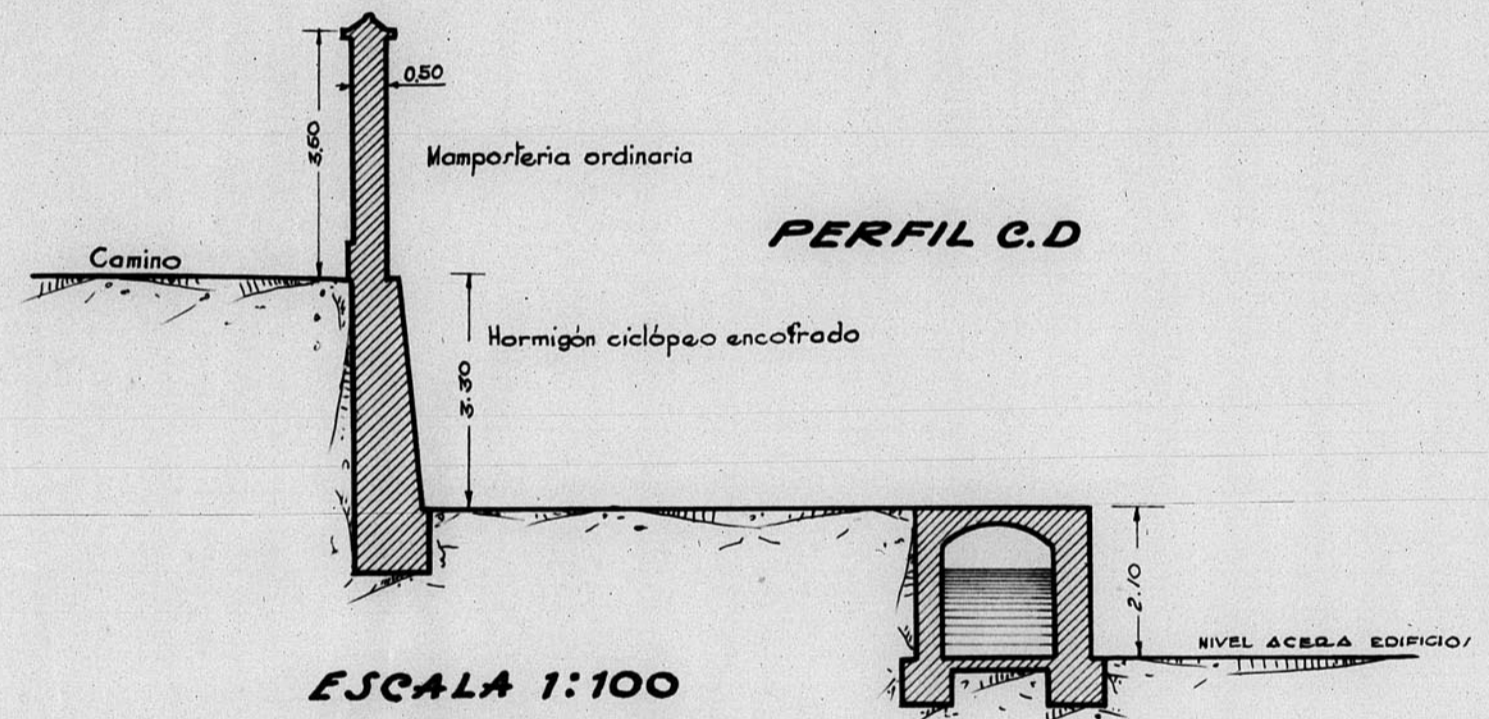 0,50
3,50
Mamposteria ordinaria
PERFIL C.D
Camino
Hormigón ciclópeo encofrado
3.30
2.10
NIVEL ACERA EDIFICIOS
ESCALA 1:100